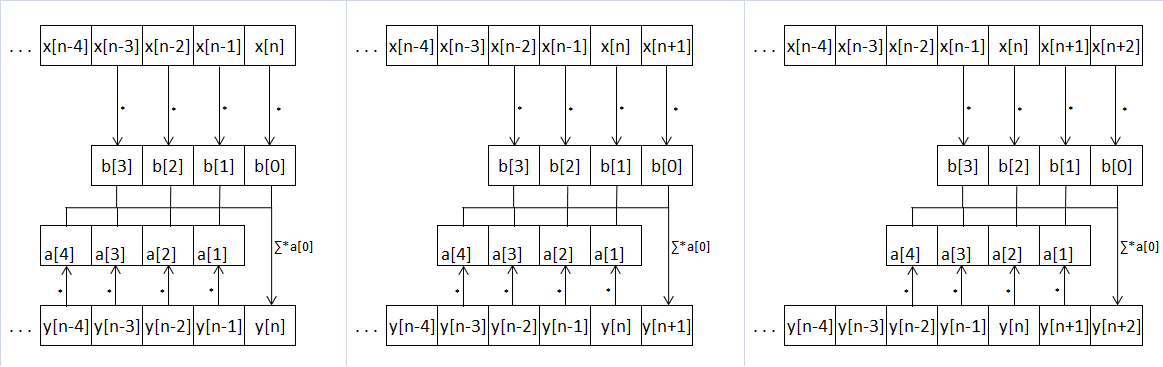 ... x[n-4] x[n-3] x[n-2] x[n-1] x[n]
* * * *
b[3] b[2] b[1] b[0]
a[4] a[3] a[2] a[1] ∑*a[0]
* * * *
... y[n-4] y[n-3] y[n-2] y[n-1] y[n]
... x[n-4] x[n-3] x[n-2] x[n-1] x[n] x[n+1]
* * * *
b[3] b[2] b[1] b[0]
a[4] a[3] a[2] a[1] ∑*a[0]
* * * *
... y[n-4] y[n-3] y[n-2] y[n-1] y[n] y[n+1]
... x[n-4] x[n-3] x[n-2] x[n-1] x[n] x[n+1] x[n+2]
* * * *
b[3] b[2] b[1] b[0]
a[4] a[3] a[2] a[1] ∑*a[0]
* * * *
... y[n-4] y[n-3] y[n-2] y[n-1] y[n] y[n+1] y[n+2]